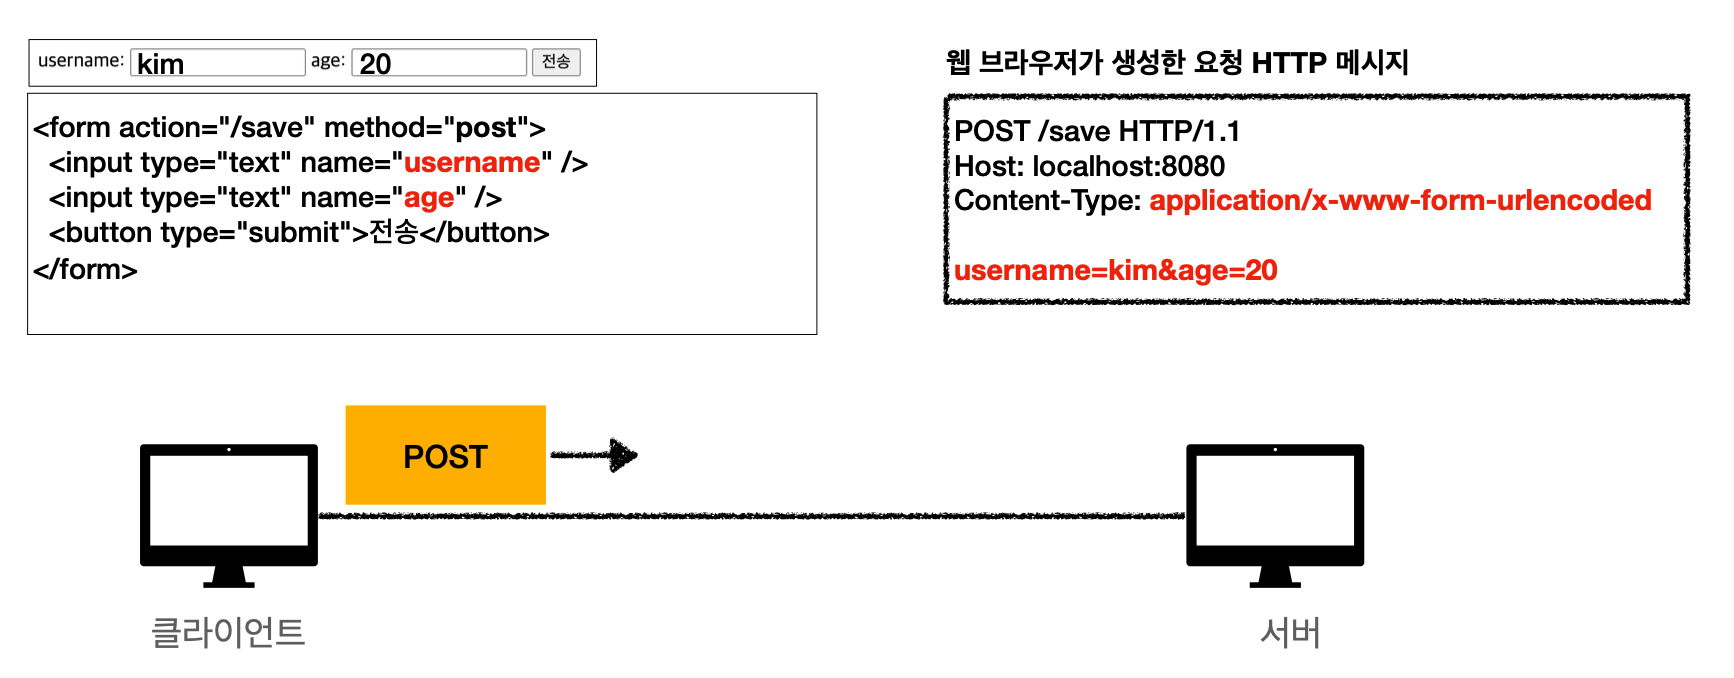 username: kim age: 20 전송
<form action="/save" method="post">
<input type="text" name="username" />
<input type="text" name="age" />
<button type="submit">전송</button>
</form>
웹 브라우저가 생성한 요청 HTTP 메시지
POST /save HTTP/1.1
Host: localhost:8080
Content-Type: application/x-www-form-urlencoded
username=kim&age=20
POST
클라이언트
서버